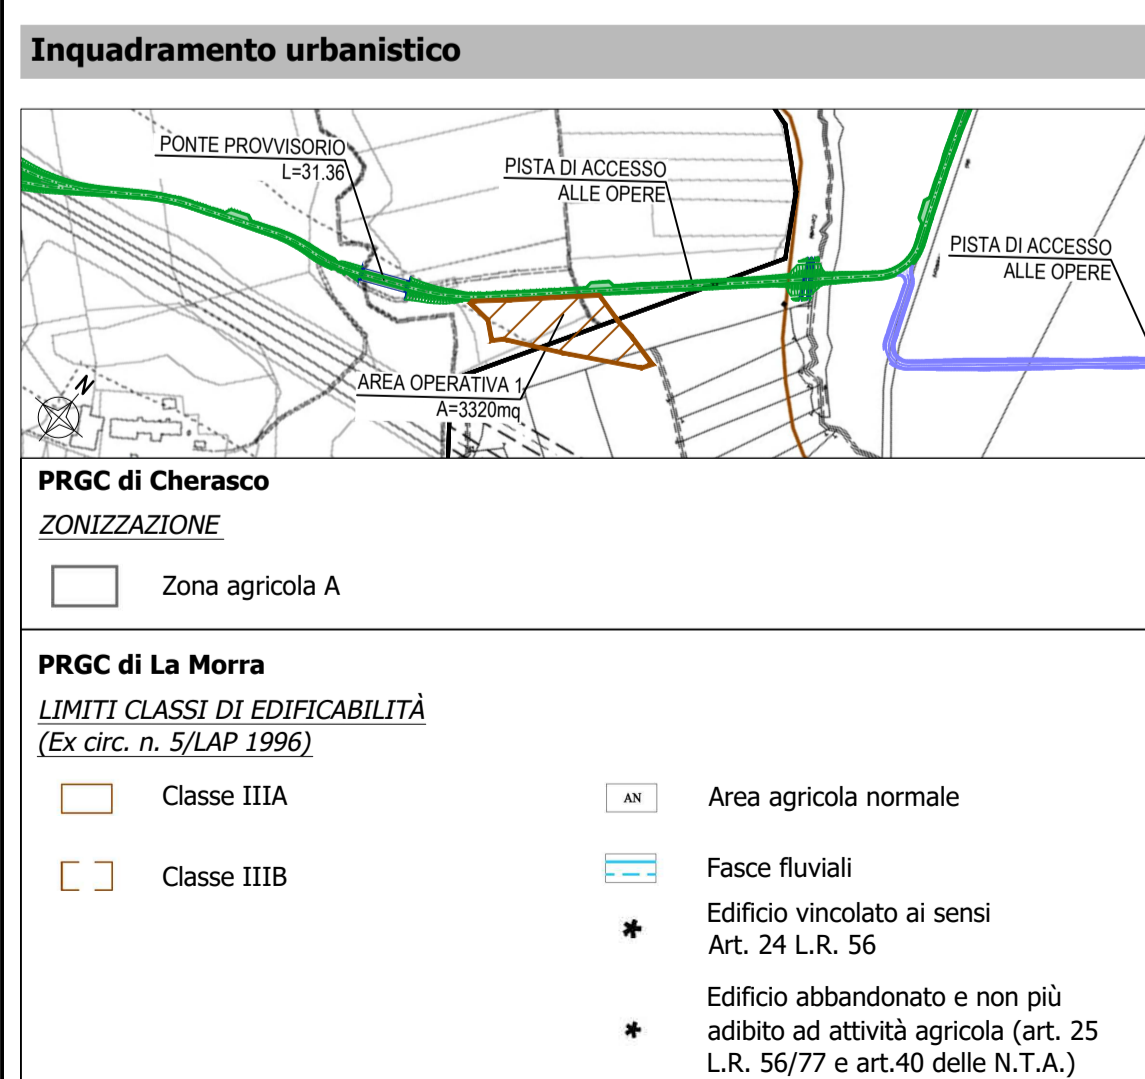 Inquadramento urbanistico
PONTE PROVVISORIO
L=31.36
PISTA DI ACCESSO
ALLE OPERE
PISTA DI ACCESSO
ALLE OPERE
AREA OPERATIVA 1
A=3320mq
N
PRGC di Cherasco
ZONIZZAZIONE
Zona agricola A
PRGC di La Morra
LIMITI CLASSI DI EDIFICABILITÀ
(Ex circ. n. 5/LAP 1996)
Classe IIIA
Classe IIIB
AN Area agricola normale
Fasce fluviali
Edificio vincolato ai sensi
Art. 24 L.R. 56
Edificio abbandonato e non più
adibito ad attività agricola (art. 25
L.R. 56/77 e art.40 delle N.T.A.)